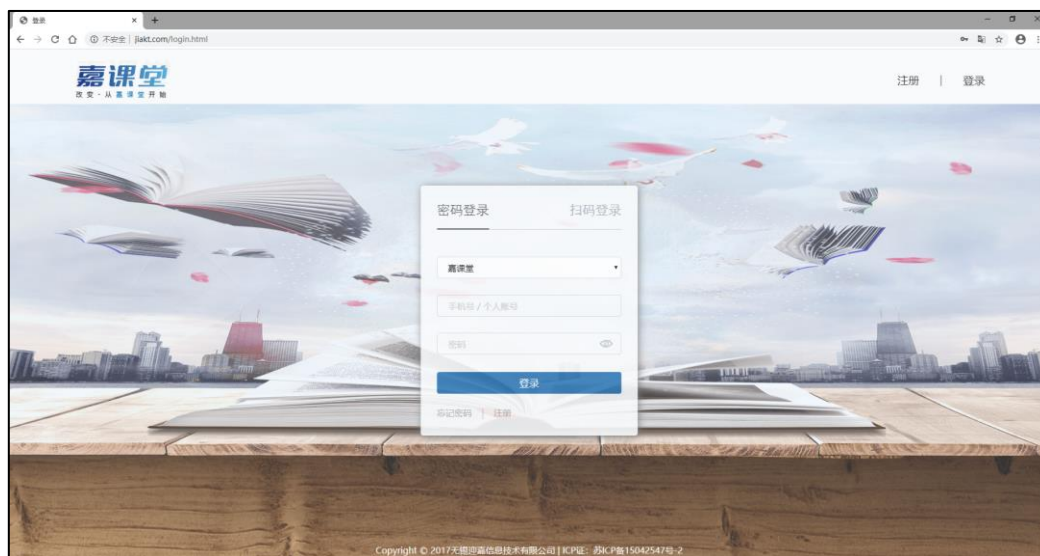 登录
不安全 | jiakt.com/login.html
嘉课堂
改变 · 从嘉课堂开始
注册 | 登录
密码登录 扫码登录
嘉课堂
手机号 / 个人账号
密码
登录
忘记密码 | 注册
Copyright © 2017无锡迎嘉信息技术有限公司 | ICP证：苏ICP备15042547号-2